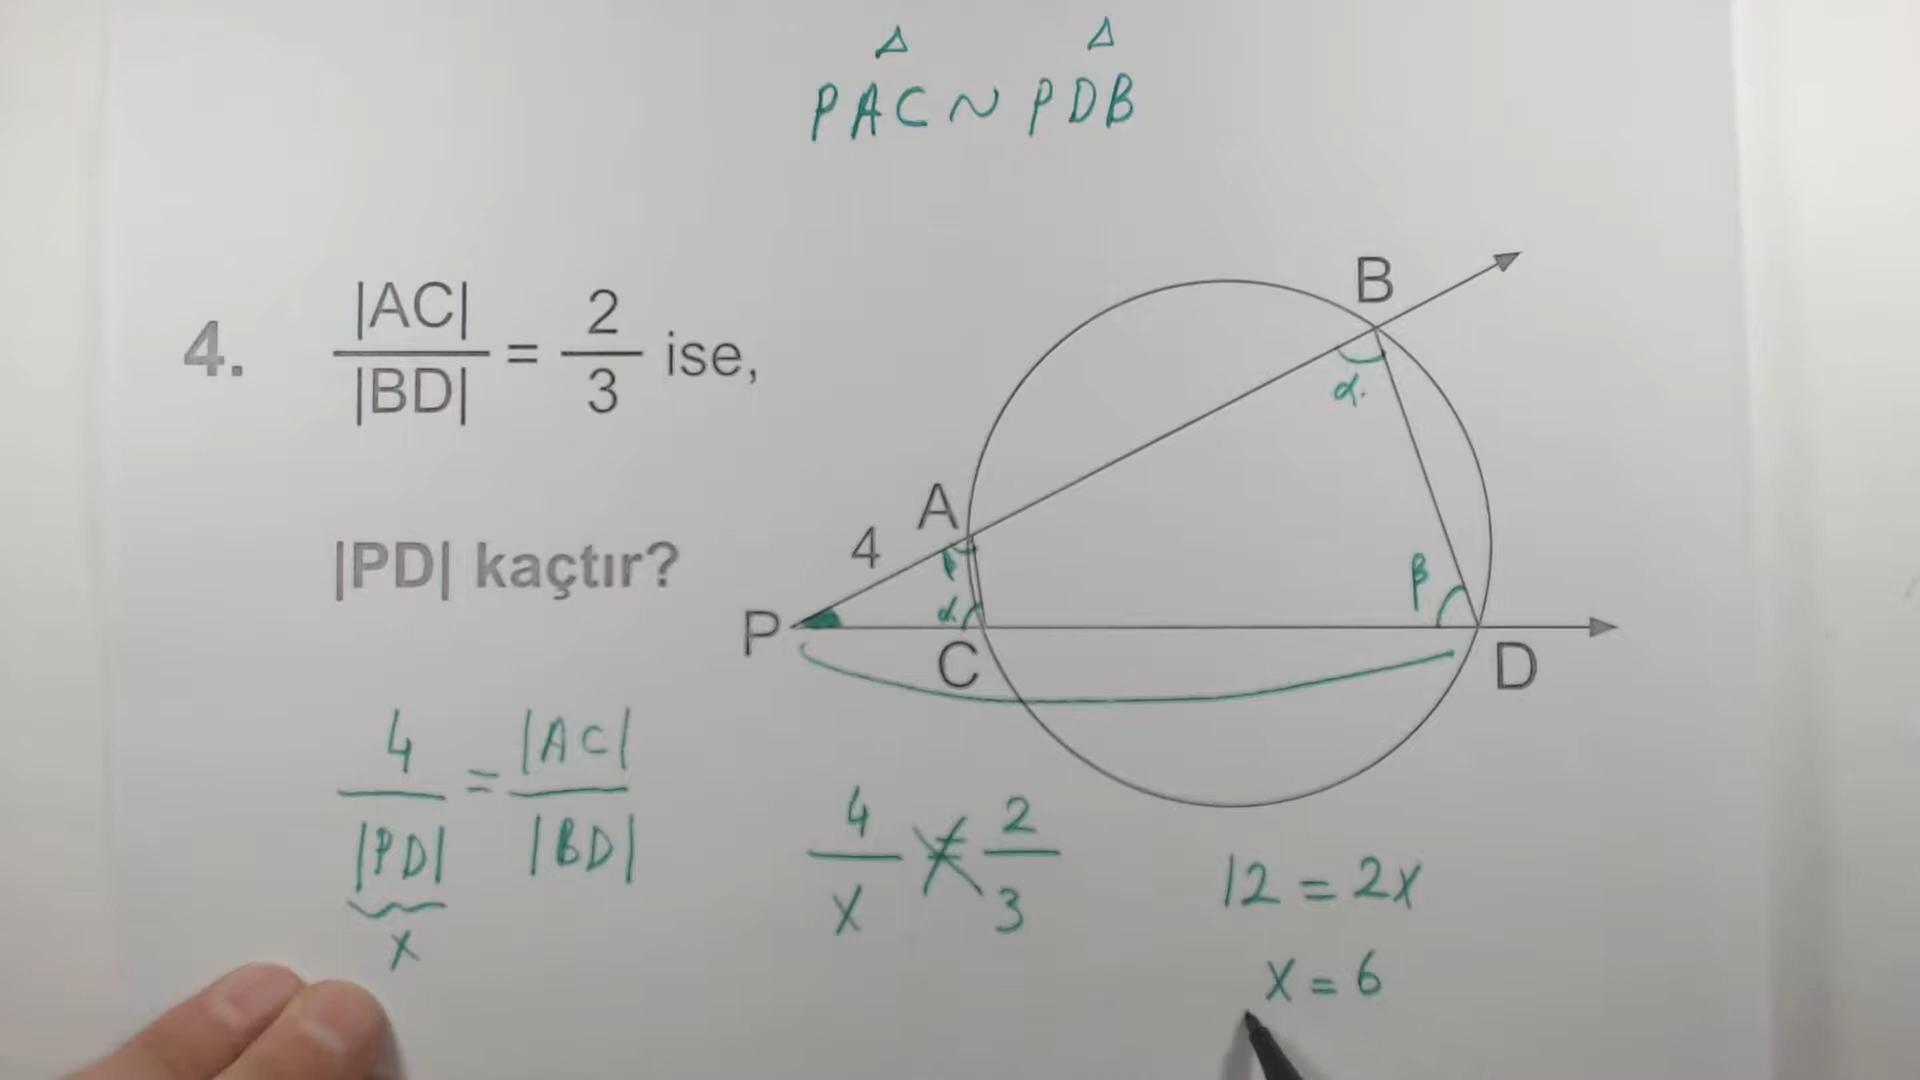 △ △
PAC ~ PDB
4. |AC| / |BD| = 2 / 3 ise,
|PD| kaçtır?
B
α
A
4
β
α
β
P
C
D
4 / |PD| = |AC| / |BD|
x
4 / x = 2 / 3
12 = 2x
x = 6